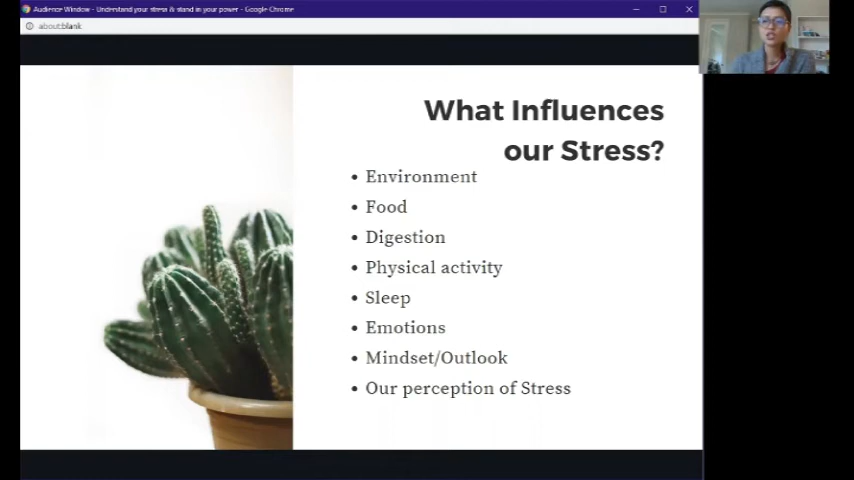 Audience Window - Understand your stress & stand in your power - Google Chrome
about:blank
What Influences
our Stress?
• Environment
• Food
• Digestion
• Physical activity
• Sleep
• Emotions
• Mindset/Outlook
• Our perception of Stress